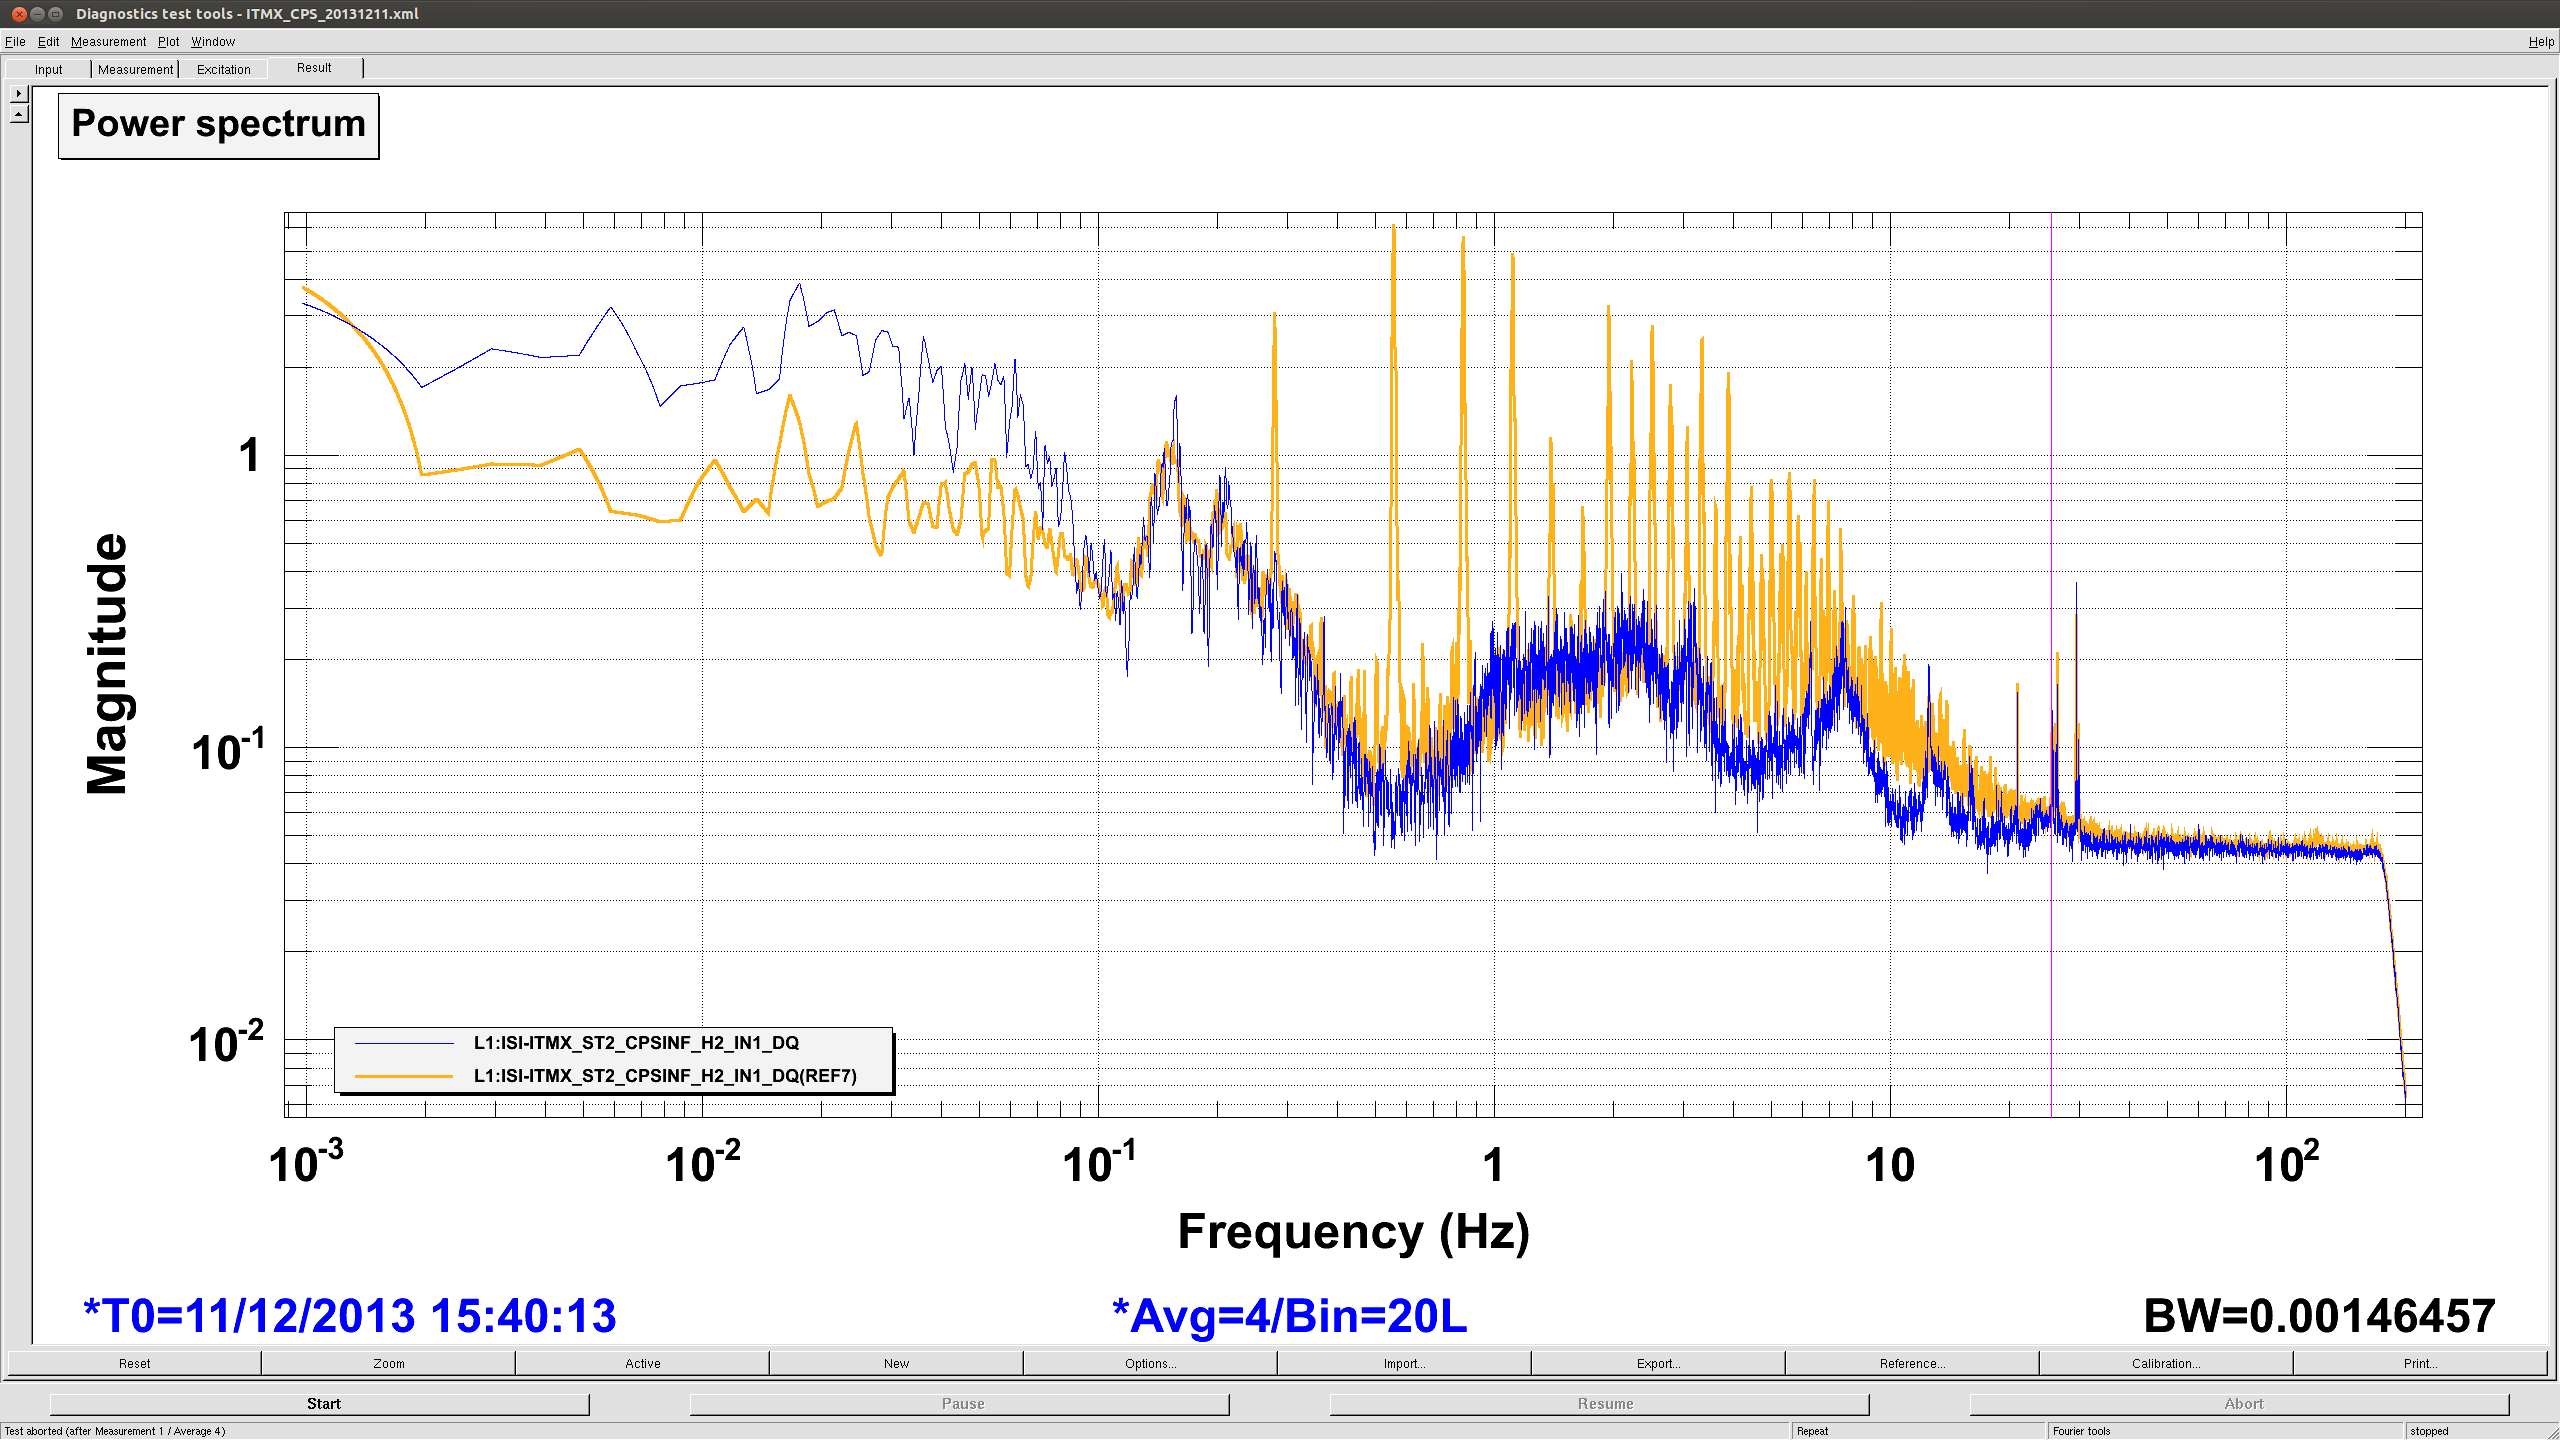 Diagnostics test tools - ITMX_CPS_20131211.xml
File Edit Measurement Plot Window Help
Input Measurement Excitation Result
Power spectrum
Magnitude
1
10-1
10-2
L1:ISI-ITMX_ST2_CPSINF_H2_IN1_DQ
L1:ISI-ITMX_ST2_CPSINF_H2_IN1_DQ(REF7)
10-3 10-2 10-1 1 10 102
Frequency (Hz)
*T0=11/12/2013 15:40:13 *Avg=4/Bin=20L BW=0.00146457
Reset Zoom Active New Options... Import... Export... Reference... Calibration... Print...
Start Pause Resume Abort
Test aborted (after Measurement 1 / Average 4) Repeat Fourier tools stopped